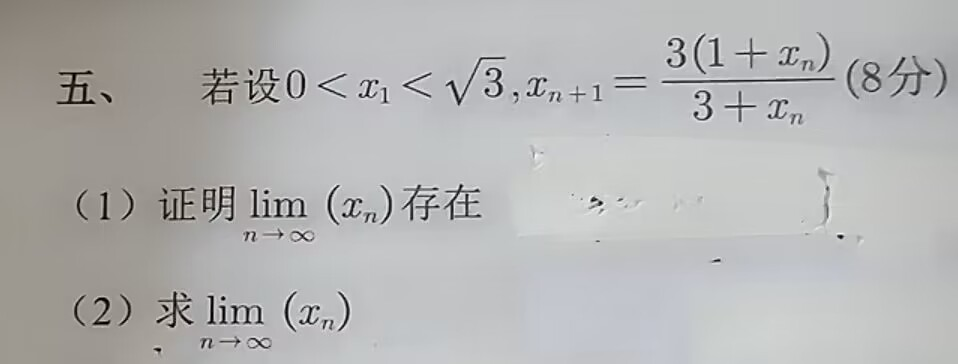 五、 若设0 < x₁ < √3, xₙ₊₁ = 3(1 + xₙ) / (3 + xₙ) (8分)
(1) 证明 lim_{n→∞} (xₙ) 存在
(2) 求 lim_{n→∞} (xₙ)